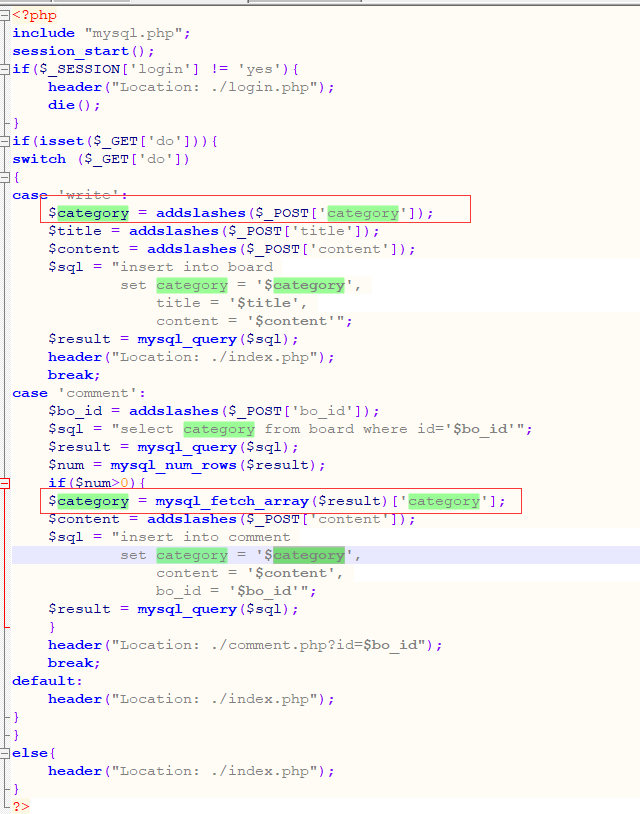 <?php
include "mysql.php";
session_start();
if($_SESSION['login'] != 'yes'){
    header("Location: ./login.php");
    die();
}
if(isset($_GET['do'])){
switch ($_GET['do'])
{
case 'write':
    $category = addslashes($_POST['category']);
    $title = addslashes($_POST['title']);
    $content = addslashes($_POST['content']);
    $sql = "insert into board
            set category = '$category',
                title = '$title',
                content = '$content'";
    $result = mysql_query($sql);
    header("Location: ./index.php");
    break;
case 'comment':
    $bo_id = addslashes($_POST['bo_id']);
    $sql = "select category from board where id='$bo_id'";
    $result = mysql_query($sql);
    $num = mysql_num_rows($result);
    if($num>0){
    $category = mysql_fetch_array($result)['category'];
    $content = addslashes($_POST['content']);
    $sql = "insert into comment
            set category = '$category',
                content = '$content',
                bo_id = '$bo_id'";
    $result = mysql_query($sql);
    }
    header("Location: ./comment.php?id=$bo_id");
    break;
default:
    header("Location: ./index.php");
}
}
else{
    header("Location: ./index.php");
}
?>